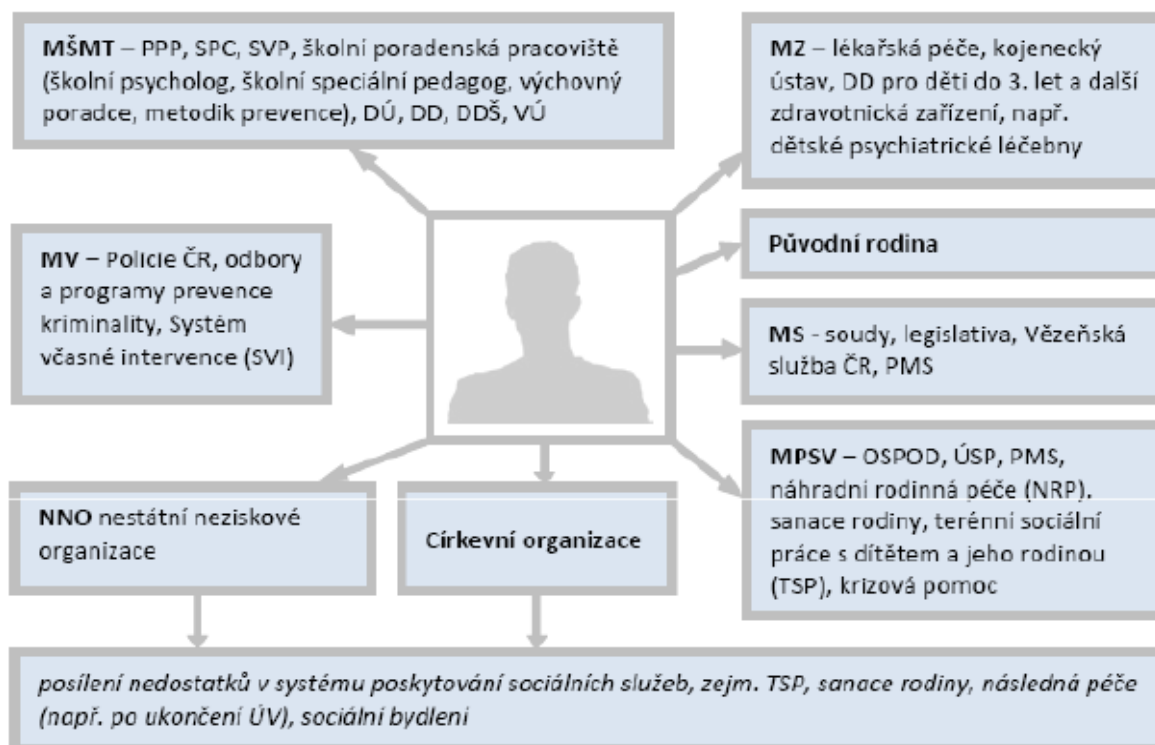 MŠMT – PPP, SPC, SVP, školní poradenská pracoviště
(školní psycholog, školní speciální pedagog, výchovný
poradce, metodik prevence), DÚ, DD, DDŠ, VÚ
MZ – lékařská péče, kojenecký
ústav, DD pro děti do 3. let a další
zdravotnická zařízení, např.
dětské psychiatrické léčebny
MV – Policie ČR, odbory
a programy prevence
kriminality, Systém
včasné intervence (SVI)
Původní rodina
MS - soudy, legislativa, Vězeňská
služba ČR, PMS
MPSV – OSPOD, ÚSP, PMS,
náhradní rodinná péče (NRP).
sanace rodiny, terénní sociální
práce s dítětem a jeho rodinou
(TSP), krizová pomoc
NNO nestátní neziskové
organizace
Církevní organizace
posílení nedostatků v systému poskytování sociálních služeb, zejm. TSP, sanace rodiny, následná péče
(např. po ukončení ÚV), sociální bydlení